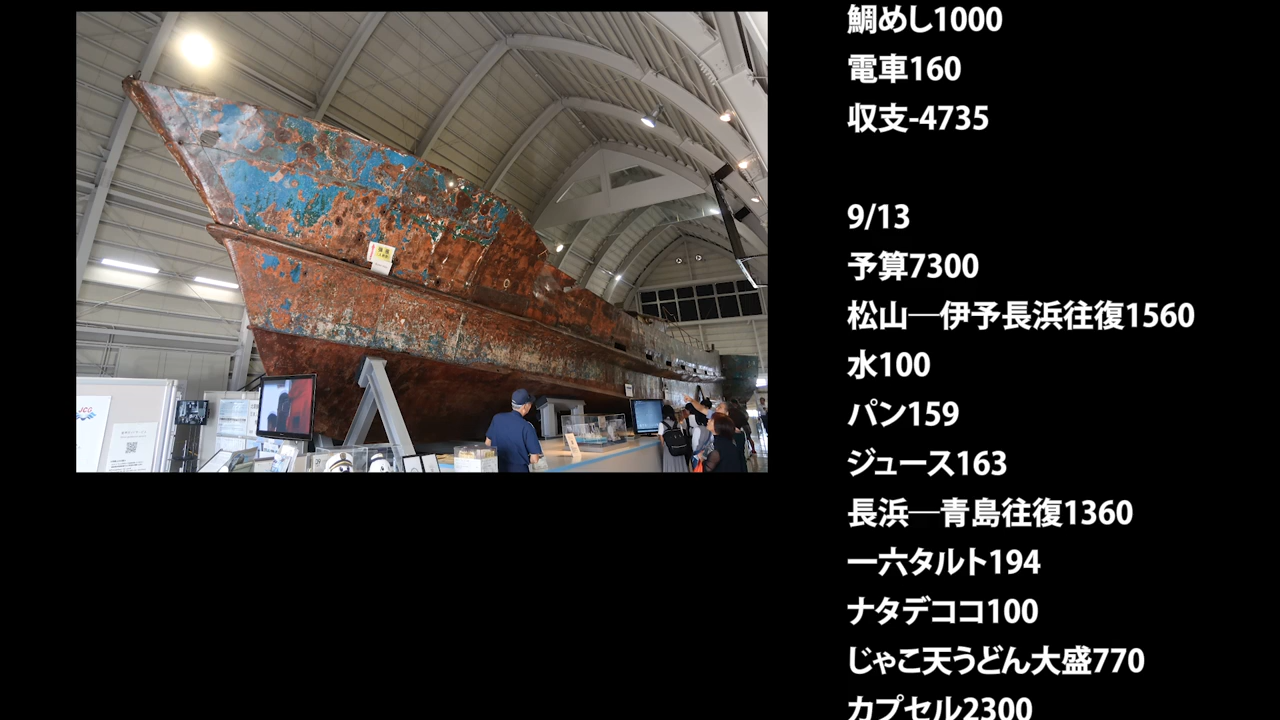 鯛めし1000
電車160
収支-4735
9/13
予算7300
松山─伊予長浜往復1560
水100
パン159
ジュース163
長浜─青島往復1360
一六タルト194
ナタデココ100
じゃこ天うどん大盛770
カプセル2300
JCG